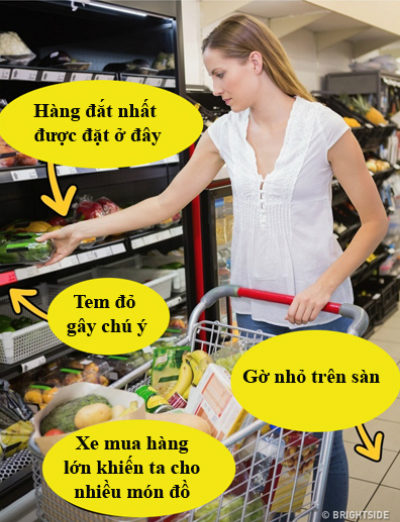 Hàng đắt nhất
được đặt ở đây
Tem đỏ
gây chú ý
Gờ nhỏ trên sàn
Xe mua hàng
lớn khiến ta cho
nhiều món đồ
© BRIGHTSIDE